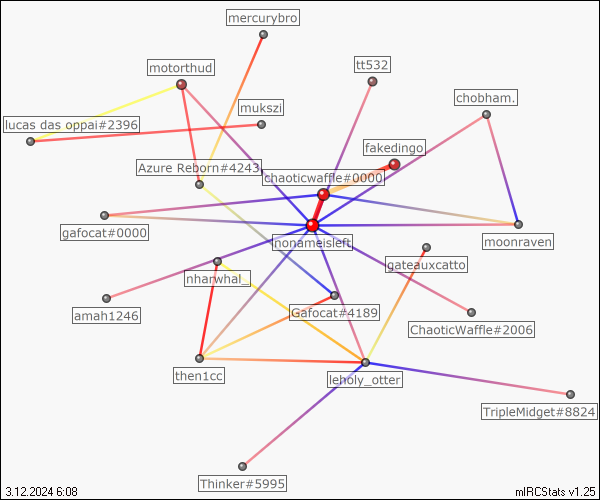 mercurybro
motorthud
tt532
chobham.
mukszi
lucas das oppai#2396
fakedingo
Azure Reborn#4243
chaoticwaffle#0000
gafocat#0000
nonameisleft
moonraven
gateauxcatto
nharwhal_
amah1246
Gafocat#4189
ChaoticWaffle#2006
then1cc
leholy_otter
TripleMidget#8824
Thinker#5995
3.12.2024 6:08
mIRCStats v1.25